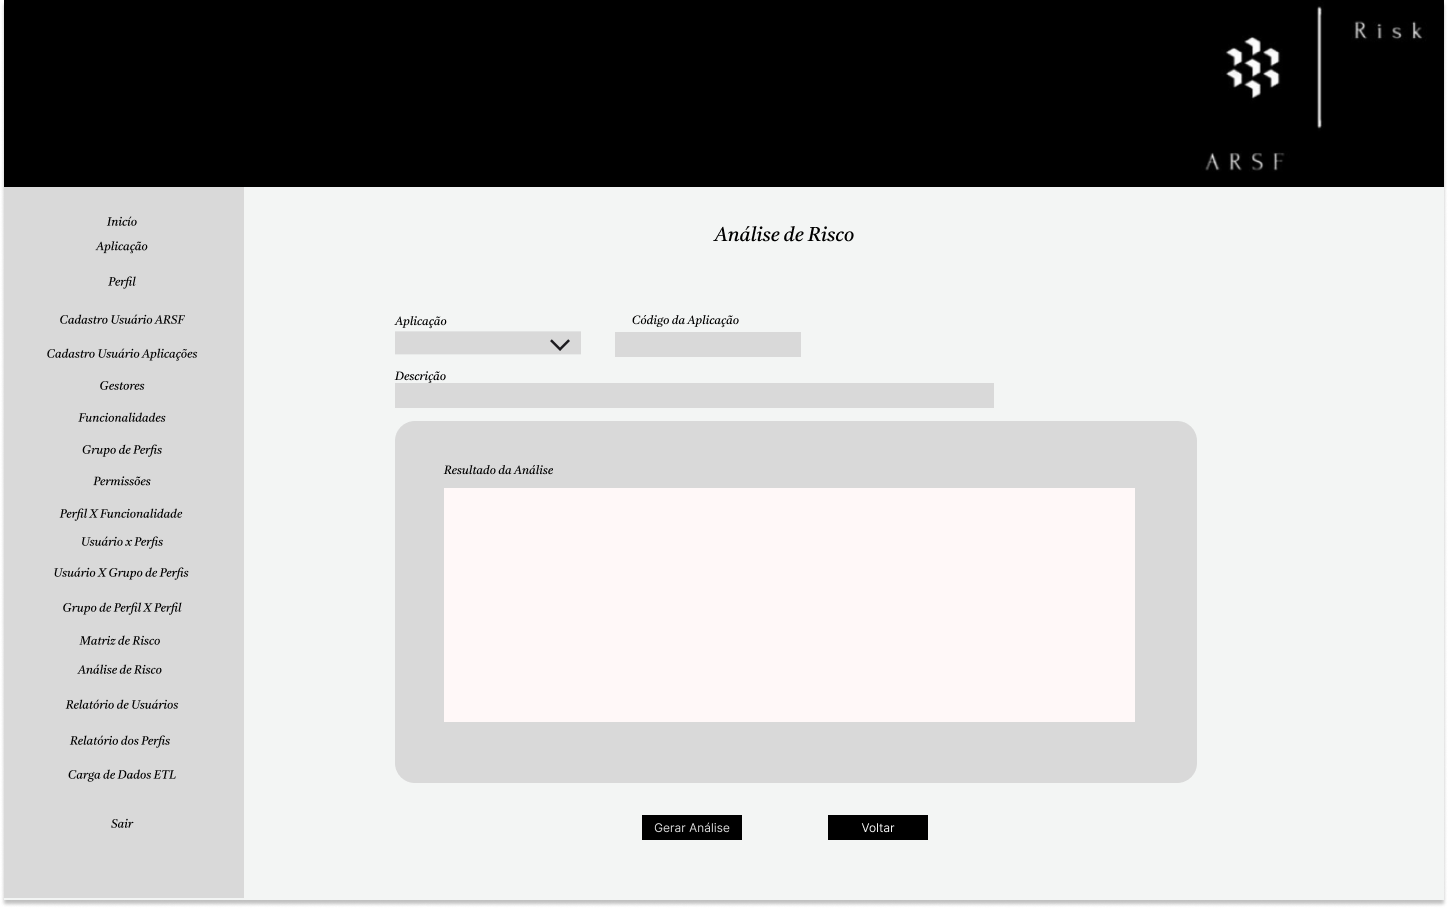 Risk
ARSF
Inicío
Aplicação
Perfil
Cadastro Usuário ARSF
Cadastro Usuário Aplicações
Gestores
Funcionalidades
Grupo de Perfis
Permissões
Perfil X Funcionalidade
Usuário x Perfis
Usuário X Grupo de Perfis
Grupo de Perfil X Perfil
Matriz de Risco
Análise de Risco
Relatório de Usuários
Relatório dos Perfis
Carga de Dados ETL
Sair
Análise de Risco
Aplicação
Código da Aplicação
Descrição
Resultado da Análise
Gerar Análise
Voltar